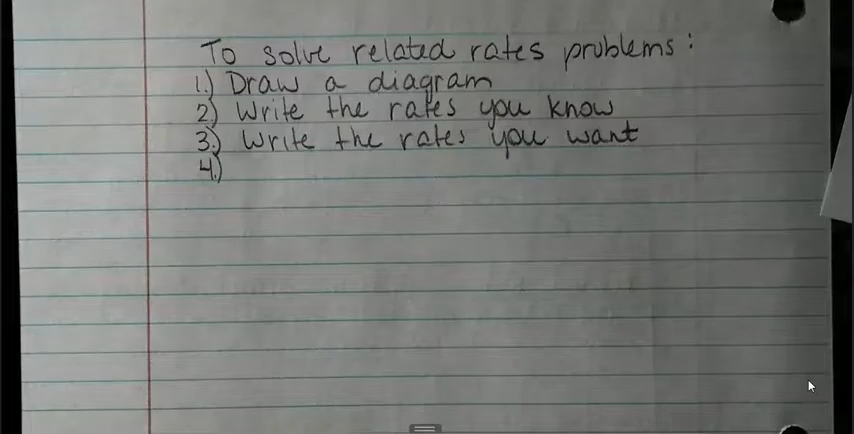 To solve related rates problems:
1.) Draw a diagram
2.) Write the rates you know
3.) Write the rates you want
4.)